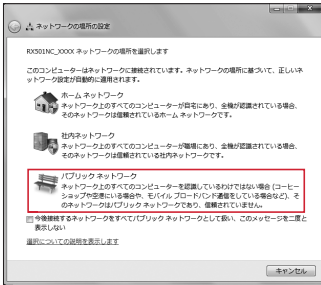 ネットワークの場所の設定
RX501NC_XXXX ネットワークの場所を選択します
このコンピューターはネットワークに接続されています。ネットワークの場所に基づいて、正しいネ
ットワーク設定が自動的に適用されます。
ホーム ネットワーク
ネットワーク上のすべてのコンピューターが自宅にあり、全機が認識されている場合、
そのネットワークは信頼されているホーム ネットワークです。
社内ネットワーク
ネットワーク上のすべてのコンピューターが職場にあり、全機が認識されている場合、
そのネットワークは信頼されている社内ネットワークです。
パブリック ネットワーク
ネットワーク上のすべてのコンピューターを認識しているわけではない場合 (コーヒー
ショップや空港にいる場合や、モバイル ブロードバンド通信をしている場合など)、そ
のネットワークはパブリック ネットワークであり、信頼されていません。
今後接続するネットワークをすべてパブリック ネットワークとして扱い、このメッセージを二度と
表示しない
選択についての説明を表示します
キャンセル